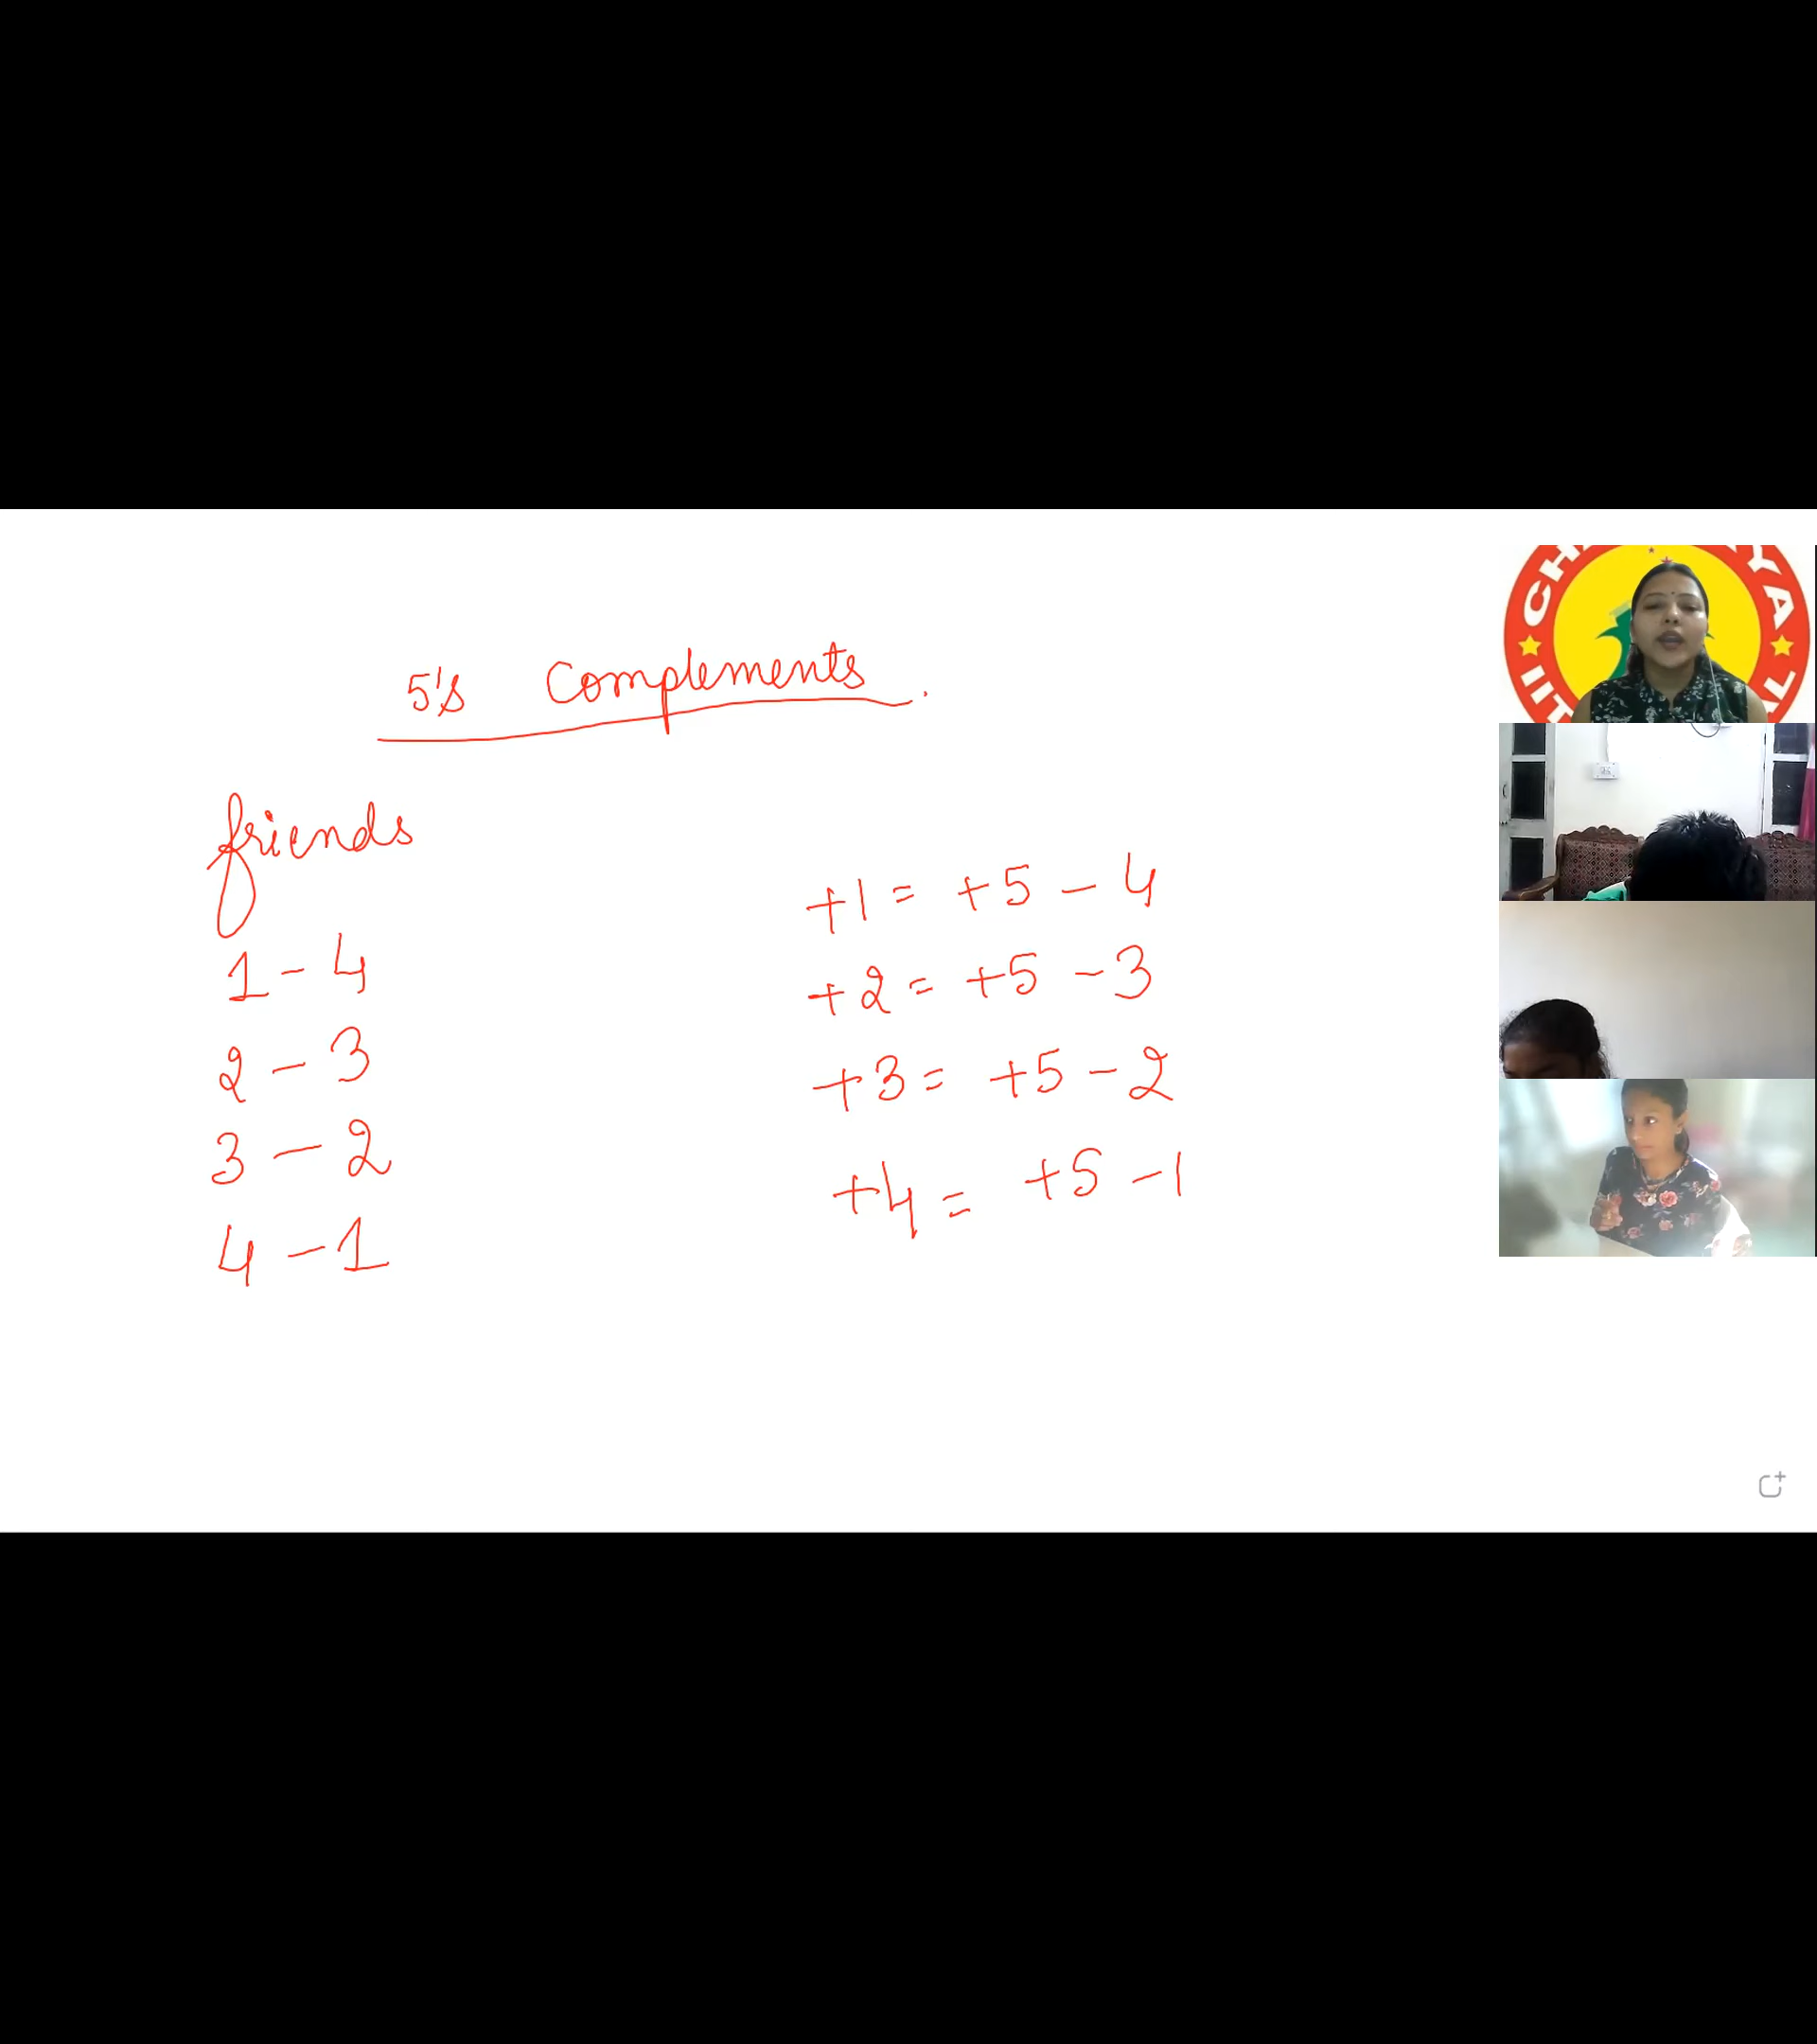 5's Complements.
friends
1 - 4
2 - 3
3 - 2
4 - 1
+1 = +5 - 4
+2 = +5 - 3
+3 = +5 - 2
+4 = +5 - 1